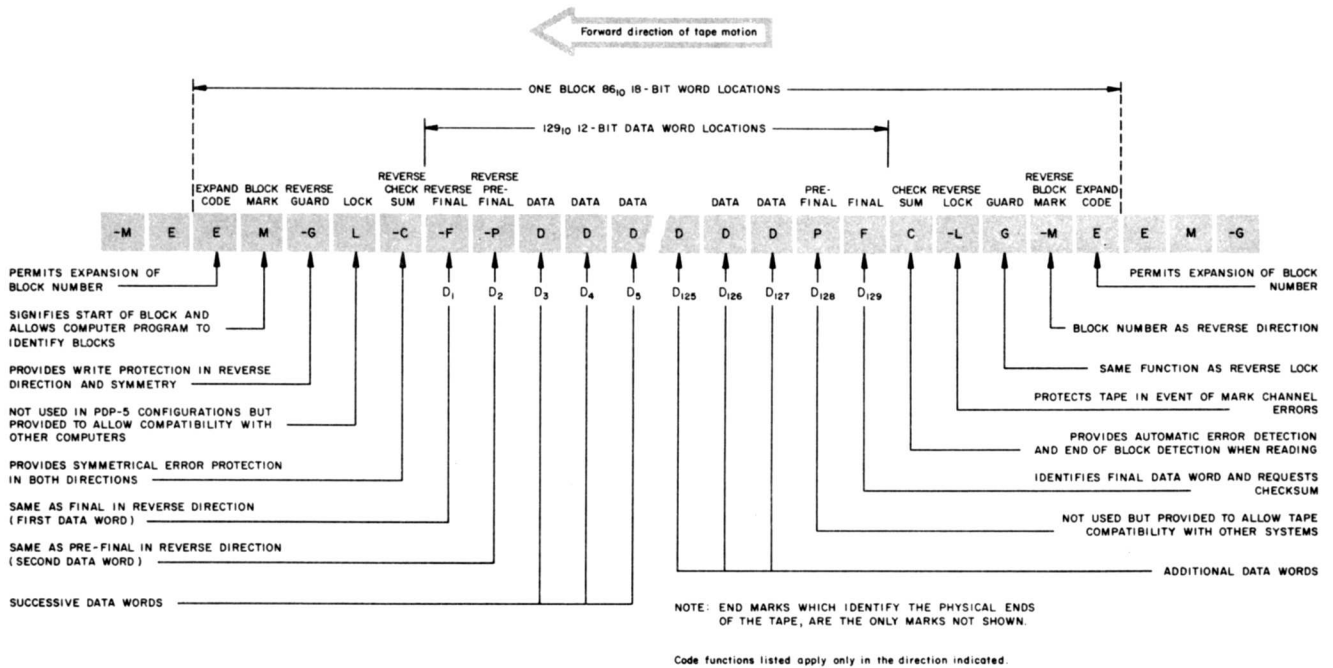 Forward direction of tape motion
ONE BLOCK 86₁₀ 18-BIT WORD LOCATIONS
129₁₀ 12-BIT DATA WORD LOCATIONS
EXPAND CODE
BLOCK MARK
REVERSE GUARD
LOCK
REVERSE CHECK SUM
REVERSE FINAL
REVERSE PRE-FINAL
DATA
DATA
DATA
DATA
DATA
PRE-FINAL
FINAL
CHECK SUM
REVERSE LOCK
GUARD
REVERSE BLOCK MARK
EXPAND CODE
-M E E M -G L -C -F -P D D D D D D P F C -L G -M E E M -G
D₁ D₂ D₃ D₄ D₅ D₁₂₅ D₁₂₆ D₁₂₇ D₁₂₈ D₁₂₉
PERMITS EXPANSION OF
BLOCK NUMBER
SIGNIFIES START OF BLOCK AND
ALLOWS COMPUTER PROGRAM TO
IDENTIFY BLOCKS
PROVIDES WRITE PROTECTION IN REVERSE
DIRECTION AND SYMMETRY
NOT USED IN PDP-5 CONFIGURATIONS BUT
PROVIDED TO ALLOW COMPATIBILITY WITH
OTHER COMPUTERS
PROVIDES SYMMETRICAL ERROR PROTECTION
IN BOTH DIRECTIONS
SAME AS FINAL IN REVERSE DIRECTION
(FIRST DATA WORD)
SAME AS PRE-FINAL IN REVERSE DIRECTION
(SECOND DATA WORD)
SUCCESSIVE DATA WORDS
PERMITS EXPANSION OF BLOCK
NUMBER
BLOCK NUMBER AS REVERSE DIRECTION
SAME FUNCTION AS REVERSE LOCK
PROTECTS TAPE IN EVENT OF MARK CHANNEL
ERRORS
PROVIDES AUTOMATIC ERROR DETECTION
AND END OF BLOCK DETECTION WHEN READING
IDENTIFIES FINAL DATA WORD AND REQUESTS
CHECKSUM
NOT USED BUT PROVIDED TO ALLOW TAPE
COMPATIBILITY WITH OTHER SYSTEMS
ADDITIONAL DATA WORDS
NOTE: END MARKS WHICH IDENTIFY THE PHYSICAL ENDS
OF THE TAPE, ARE THE ONLY MARKS NOT SHOWN.
Code functions listed apply only in the direction indicated.